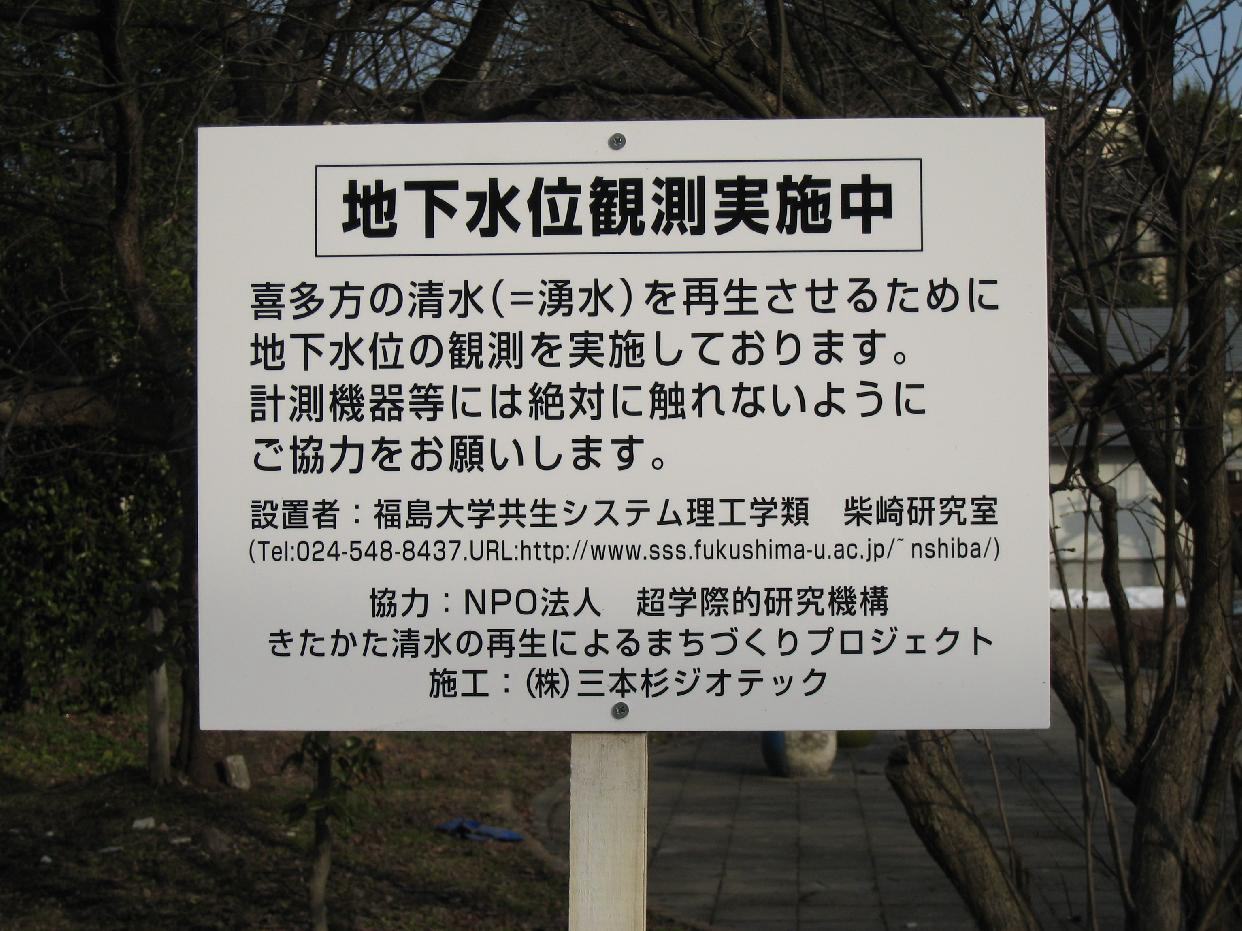 地下水位観測実施中
喜多方の清水(=湧水)を再生させるために
地下水位の観測を実施しております。
計測機器等には絶対に触れないように
ご協力をお願いします。
設置者：福島大学共生システム理工学類　柴崎研究室
(Tel:024-548-8437.URL:http://www.sss.fukushima-u.ac.jp/~nshiba/)
協力：NPO法人　超学際的研究機構
きたかた清水の再生によるまちづくりプロジェクト
施工：(株)三本杉ジオテック